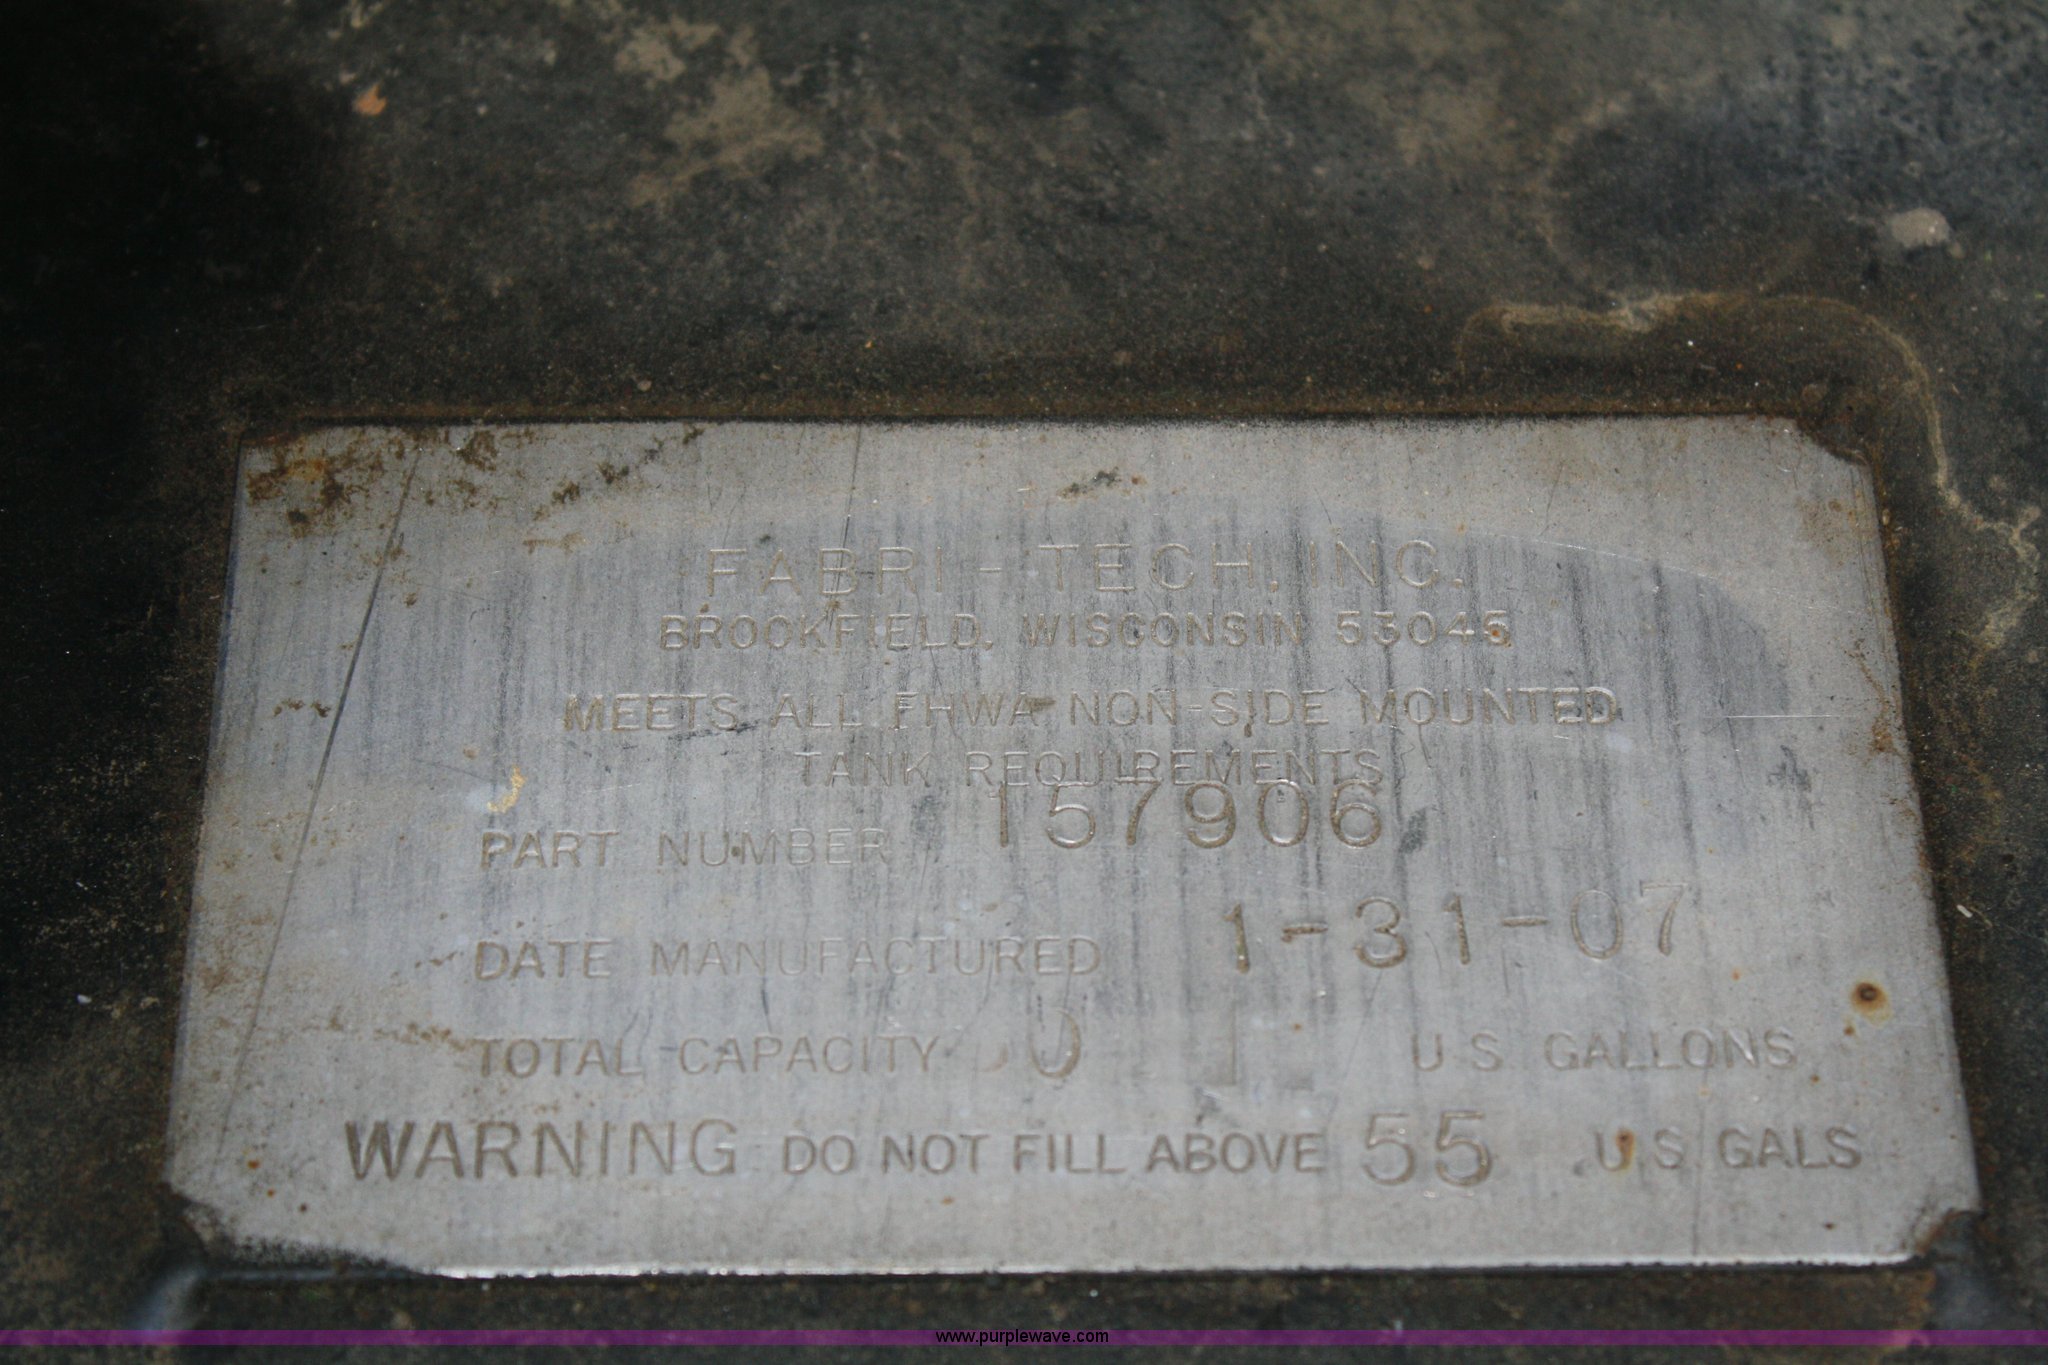 FABRI - TECH, INC.
BROOKFIELD, WISCONSIN 53045
MEETS ALL FHWA NON-SIDE MOUNTED
TANK REQUIREMENTS
PART NUMBER 157906
DATE MANUFACTURED 1-31-07
TOTAL CAPACITY U.S. GALLONS
WARNING DO NOT FILL ABOVE 55 U.S. GALS
www.purplewave.com